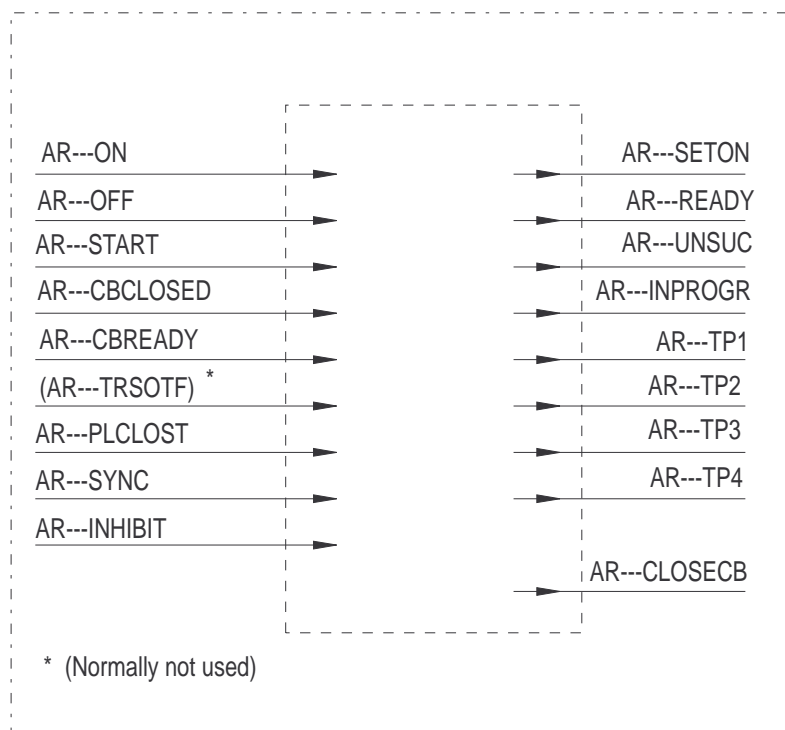 AR---ON
AR---OFF
AR---START
AR---CBCLOSED
AR---CBREADY
(AR---TRSOTF) *
AR---PLCLOST
AR---SYNC
AR---INHIBIT
AR---SETON
AR---READY
AR---UNSUC
AR---INPROGR
AR---TP1
AR---TP2
AR---TP3
AR---TP4
AR---CLOSECB
* (Normally not used)